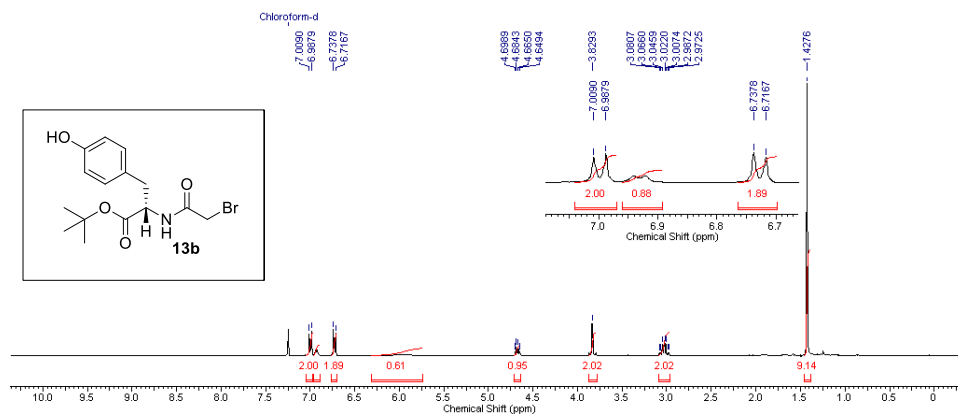 Chloroform-d
7.0090
6.9879
6.7378
6.7167
4.6989
4.6843
4.6650
4.6494
3.8293
3.0807
3.0660
3.0459
3.0220
3.0074
2.9872
2.9725
1.4276
7.0090
6.9879
6.7378
6.7167
2.00
0.88
1.89
7.0 6.9 6.8 6.7
Chemical Shift (ppm)
HO
O
O
O
H
N
H
Br
13b
2.00 1.89 0.61 0.95 2.02 2.02 9.14
10.0 9.5 9.0 8.5 8.0 7.5 7.0 6.5 6.0 5.5 5.0 4.5 4.0 3.5 3.0 2.5 2.0 1.5 1.0 0.5 0
Chemical Shift (ppm)